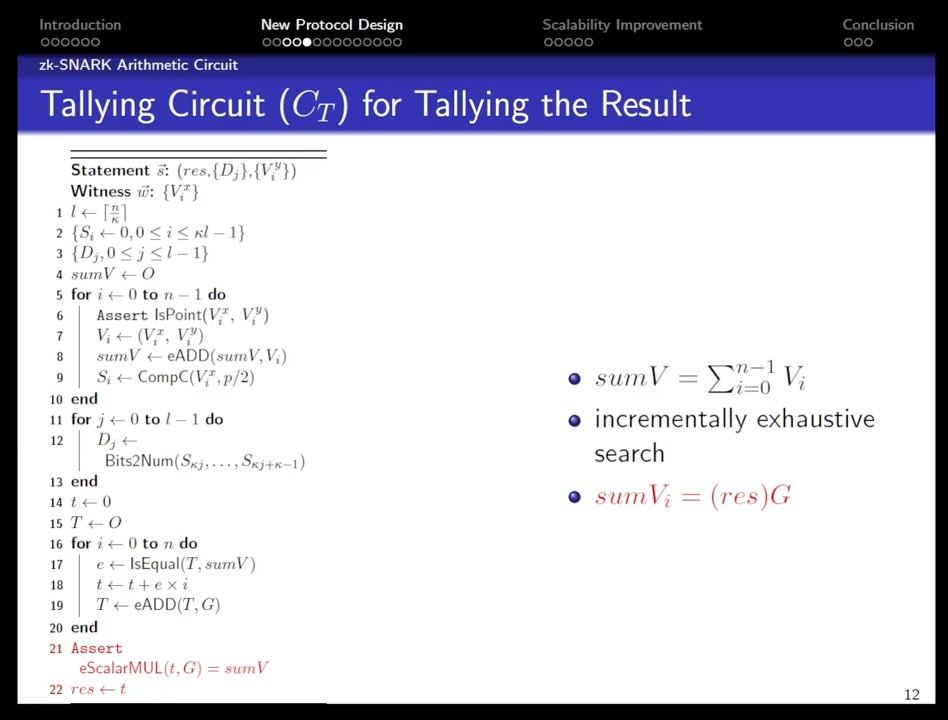 Introduction
New Protocol Design
Scalability Improvement
Conclusion
zk-SNARK Arithmetic Circuit
Tallying Circuit (C_T) for Tallying the Result
Statement s⃗: (res,{D_j},{V_i^y})
Witness w⃗: {V_i^x}
1 l ← ⌈n/κ⌉
2 {S_i ← 0, 0 ≤ i ≤ κl − 1}
3 {D_j, 0 ≤ j ≤ l − 1}
4 sumV ← O
5 for i ← 0 to n − 1 do
6 Assert IsPoint(V_i^x, V_i^y)
7 V_i ← (V_i^x, V_i^y)
8 sumV ← eADD(sumV, V_i)
9 S_i ← CompC(V_i^x, p/2)
10 end
11 for j ← 0 to l − 1 do
12 D_j ←
Bits2Num(S_{κj}, . . . , S_{κj+κ−1})
13 end
14 t ← 0
15 T ← O
16 for i ← 0 to n do
17 e ← IsEqual(T, sumV)
18 t ← t + e × i
19 T ← eADD(T, G)
20 end
21 Assert
eScalarMUL(t, G) = sumV
22 res ← t
sumV = ∑_{i=0}^{n−1} V_i
incrementally exhaustive
search
sumV_i = (res)G
12